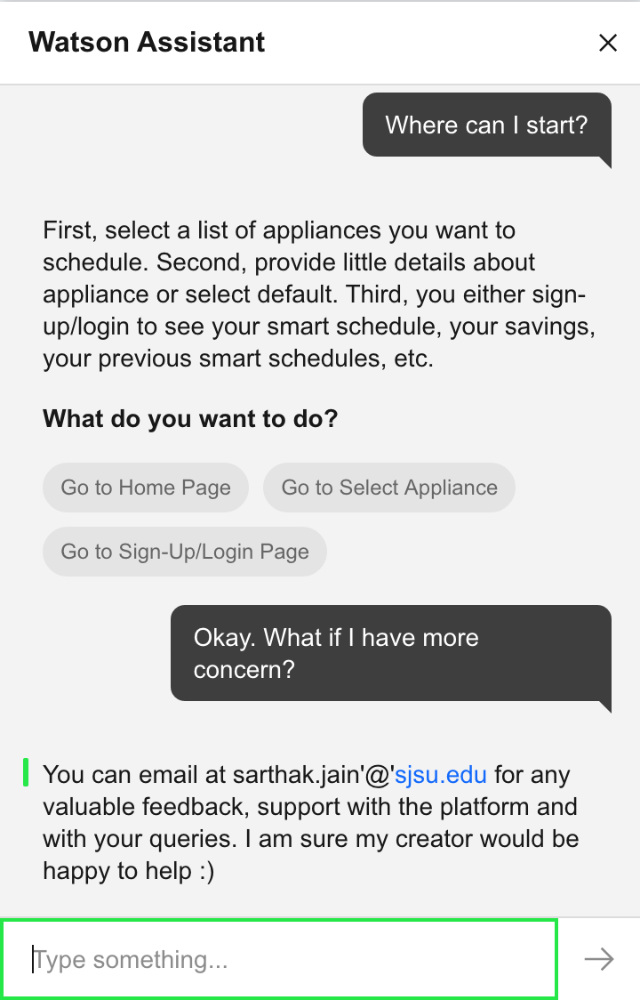 Watson Assistant
Where can I start?
First, select a list of appliances you want to
schedule. Second, provide little details about
appliance or select default. Third, you either sign-
up/login to see your smart schedule, your savings,
your previous smart schedules, etc.
What do you want to do?
Go to Home Page
Go to Select Appliance
Go to Sign-Up/Login Page
Okay. What if I have more
concern?
You can email at sarthak.jain'@'sjsu.edu for any
valuable feedback, support with the platform and
with your queries. I am sure my creator would be
happy to help :)
Type something...